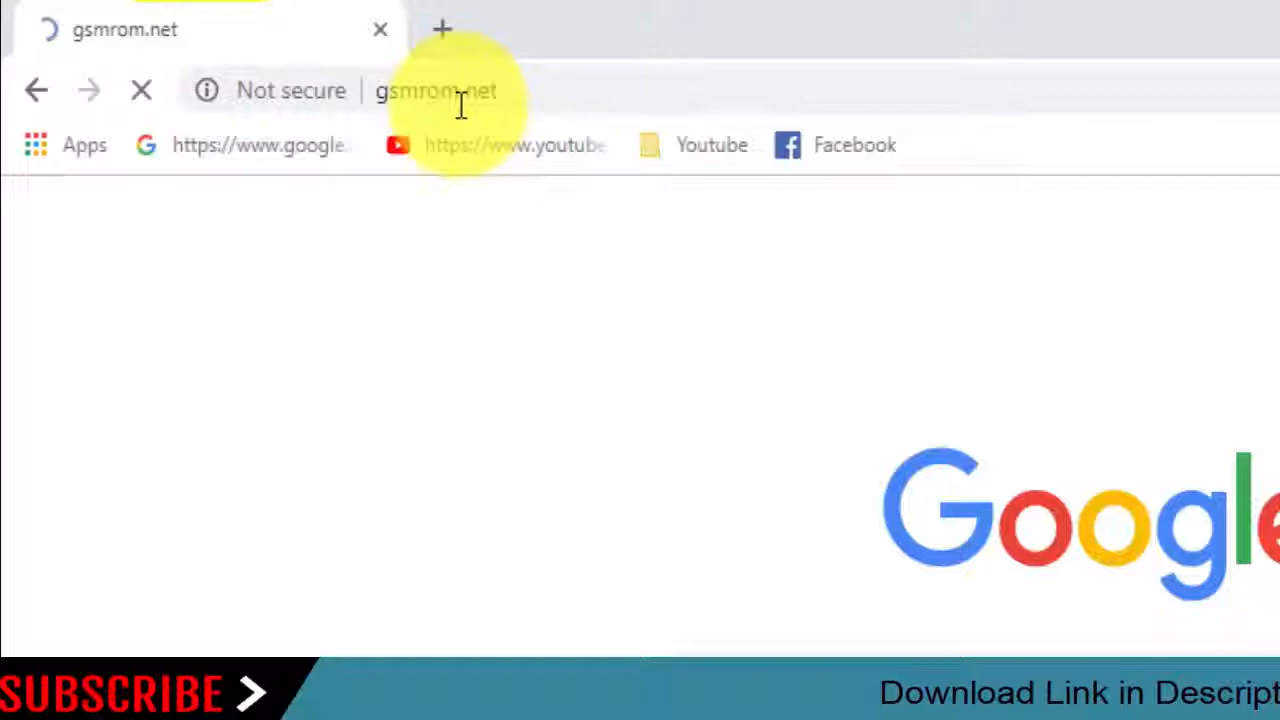 gsmrom.net
Not secure gsmrom.net
Apps https://www.google. https://www.youtube Youtube Facebook
Google
SUBSCRIBE Download Link in Descript